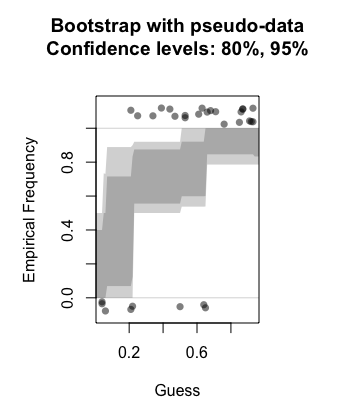 Bootstrap with pseudo-data
Confidence levels: 80%, 95%
Empirical Frequency
0.8
0.4
0.0
0.2 0.6
Guess